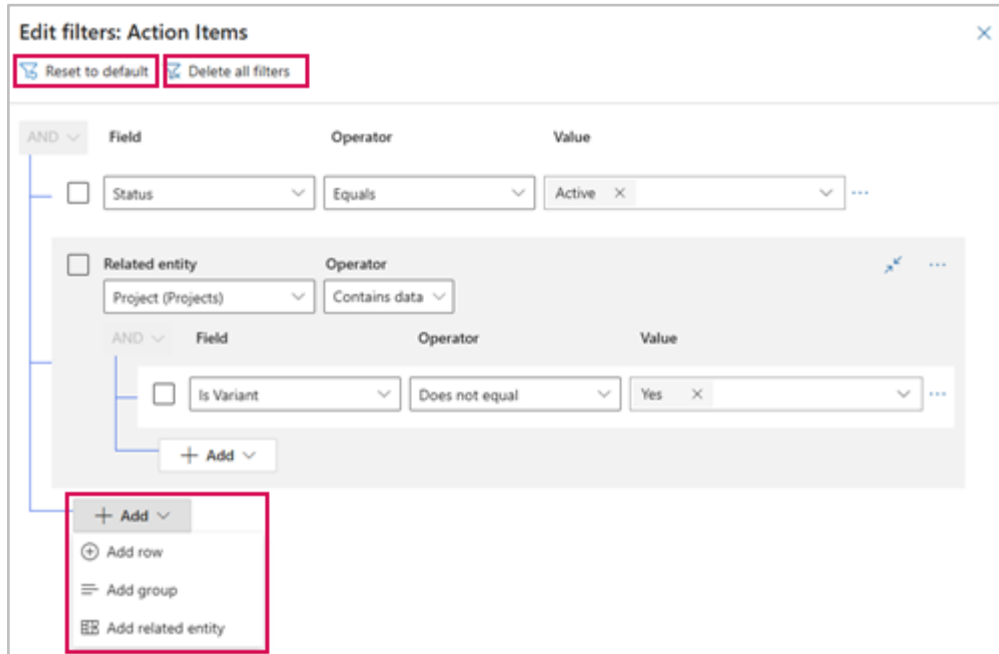 Edit filters: Action Items
Reset to default Delete all filters
AND Field Operator Value
Status Equals Active
Related entity Operator
Project (Projects) Contains data
AND Field Operator Value
Is Variant Does not equal Yes
Add
Add
Add row
Add group
Add related entity